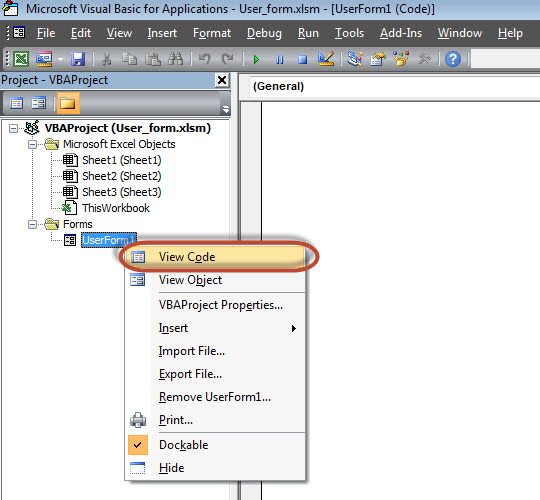 Microsoft Visual Basic for Applications - User_form.xlsm - [UserForm1 (Code)]
File Edit View Insert Format Debug Run Tools Add-Ins Window Help
Project - VBAProject
(General)
VBAProject (User_form.xlsm)
Microsoft Excel Objects
Sheet1 (Sheet1)
Sheet2 (Sheet2)
Sheet3 (Sheet3)
ThisWorkbook
Forms
UserForm1
View Code
View Object
VBAProject Properties...
Insert
Import File...
Export File...
Remove UserForm1...
Print...
Dockable
Hide